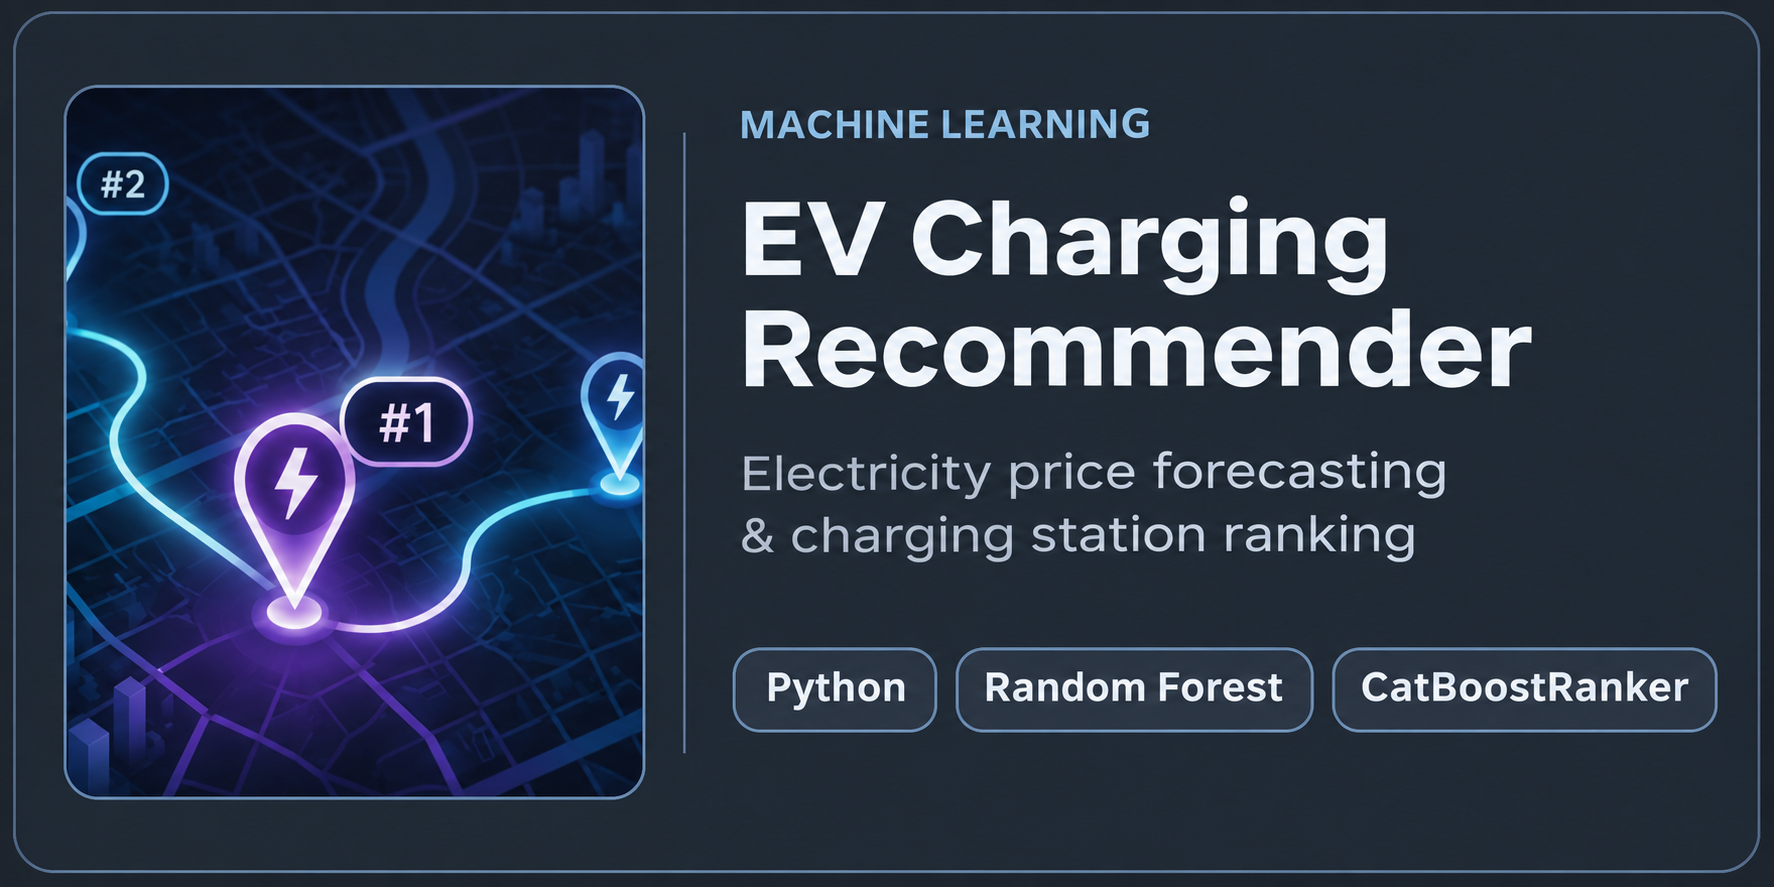 #2
#1
MACHINE LEARNING
EV Charging
Recommender
Electricity price forecasting
& charging station ranking
Python
Random Forest
CatBoostRanker